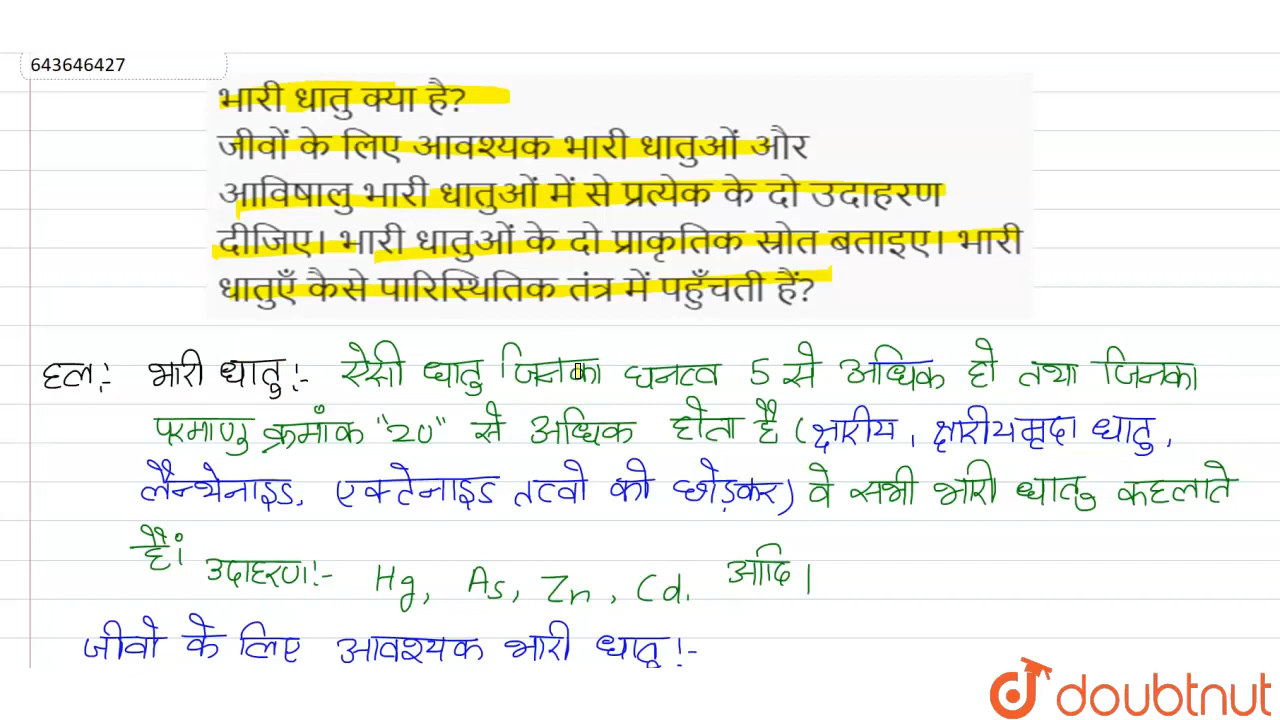 643646427
भारी धातु क्या है?
जीवों के लिए आवश्यक भारी धातुओं और
आविषालु भारी धातुओं में से प्रत्येक के दो उदाहरण
दीजिए। भारी धातुओं के दो प्राकृतिक स्रोत बताइए। भारी
धातुएँ कैसे पारिस्थितिक तंत्र में पहुँचती हैं?
हल:- भारी धातु:- ऐसी धातु जिनका घनत्व 5 से अधिक हो तथा जिनका
परमाणु क्रमांक "20" से अधिक होता है (क्षारीय, क्षारीयमृदा धातु,
लैन्थेनाइड, एक्टेनाइड तत्वो को छोड़कर) वे सभी भारी धातु कहलाते
हैं।
उदाहरण:- Hg, As, Zn, Cd. आदि।
जीवो के लिए आवश्यक भारी धातु:-
doubtnut